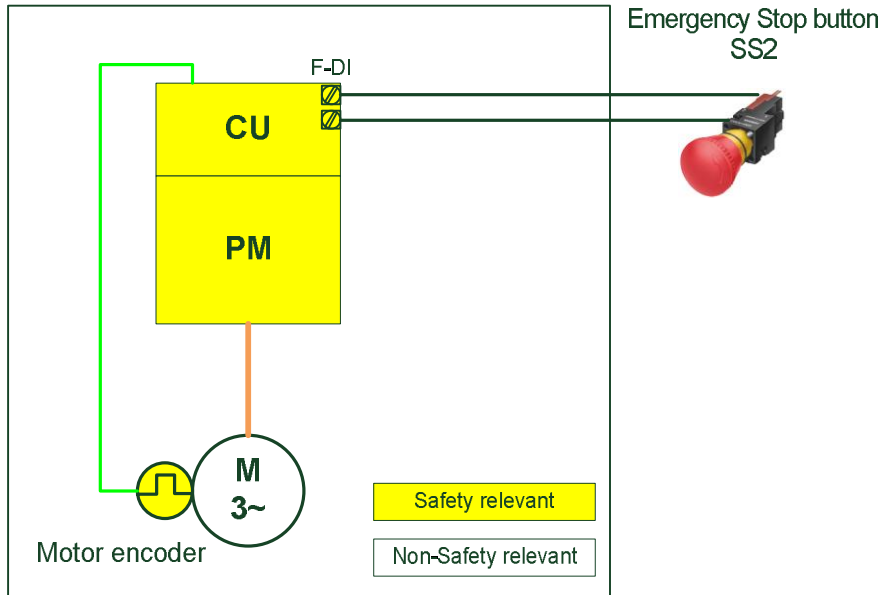 Emergency Stop button
SS2
F-DI
CU
PM
M
3~
Motor encoder
Safety relevant
Non-Safety relevant